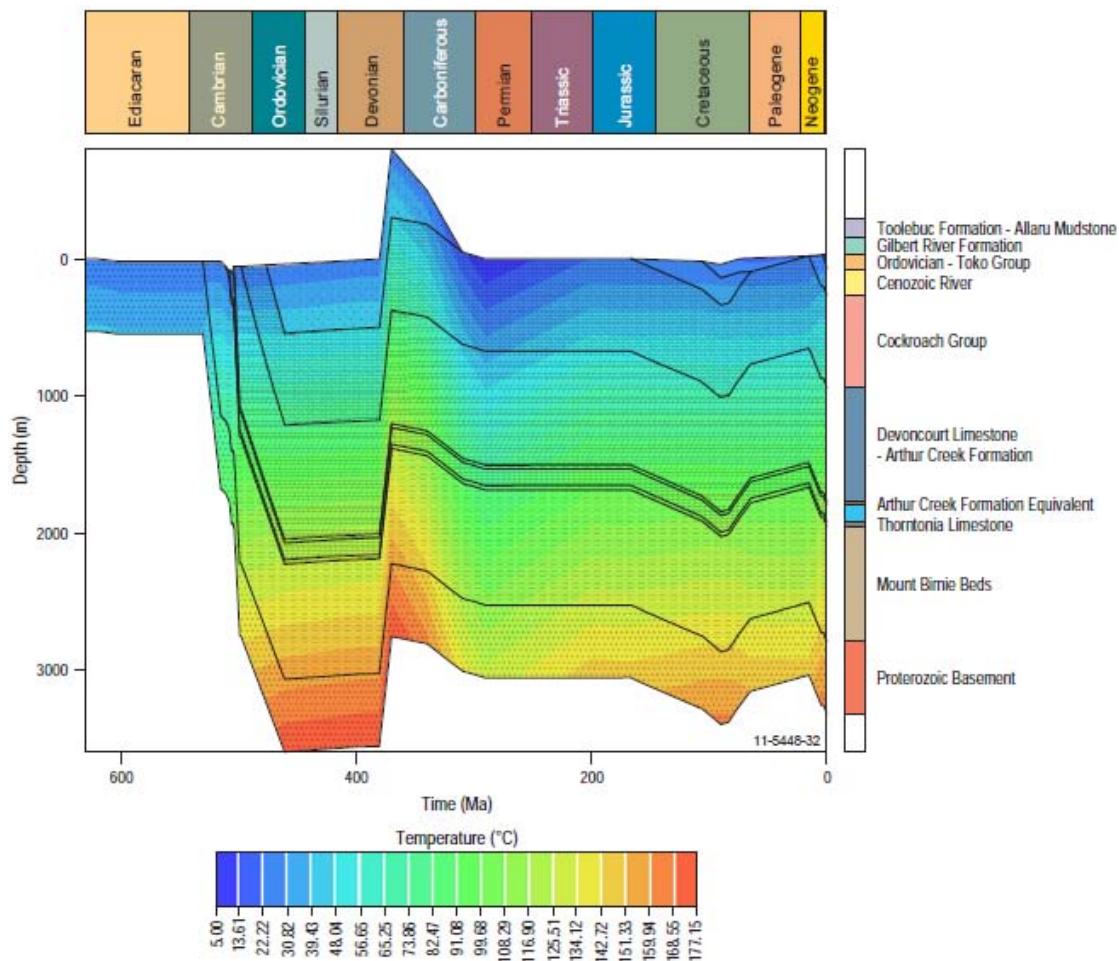 Ediacaran
Cambrian
Ordovician
Silurian
Devonian
Carboniferous
Permian
Triassic
Jurassic
Cretaceous
Paleogene
Neogene
Depth (m)
0
1000
2000
3000
Toolebuc Formation - Allaru Mudstone
Gilbert River Formation
Ordovician - Toko Group
Cenozoic River
Cockroach Group
Devoncourt Limestone
- Arthur Creek Formation
Arthur Creek Formation Equivalent
Thorntonia Limestone
Mount Birnie Beds
Proterozoic Basement
11-5448-32
600
400
200
0
Time (Ma)
Temperature (°C)
5.00
13.61
22.22
30.82
39.43
48.04
56.65
65.25
73.86
82.47
91.08
99.68
108.29
116.90
125.51
134.12
142.72
151.33
159.94
168.55
177.15